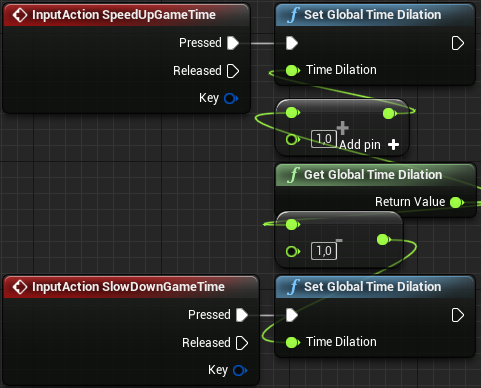 InputAction SpeedUpGameTime
Pressed
Released
Key
f Set Global Time Dilation
Time Dilation
+
1,0
Add pin +
f Get Global Time Dilation
Return Value
-
1,0
InputAction SlowDownGameTime
Pressed
Released
Key
f Set Global Time Dilation
Time Dilation